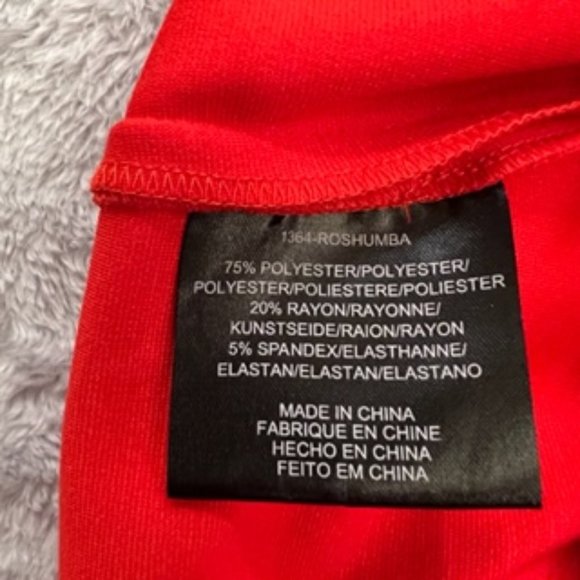 1364-ROSHUMBA
75% POLYESTER/POLYESTER/
POLYESTER/POLIESTERE/POLIESTER
20% RAYON/RAYONNE/
KUNSTSEIDE/RAION/RAYON
5% SPANDEX/ELASTHANNE/
ELASTAN/ELASTAN/ELASTANO
MADE IN CHINA
FABRIQUE EN CHINE
HECHO EN CHINA
FEITO EM CHINA